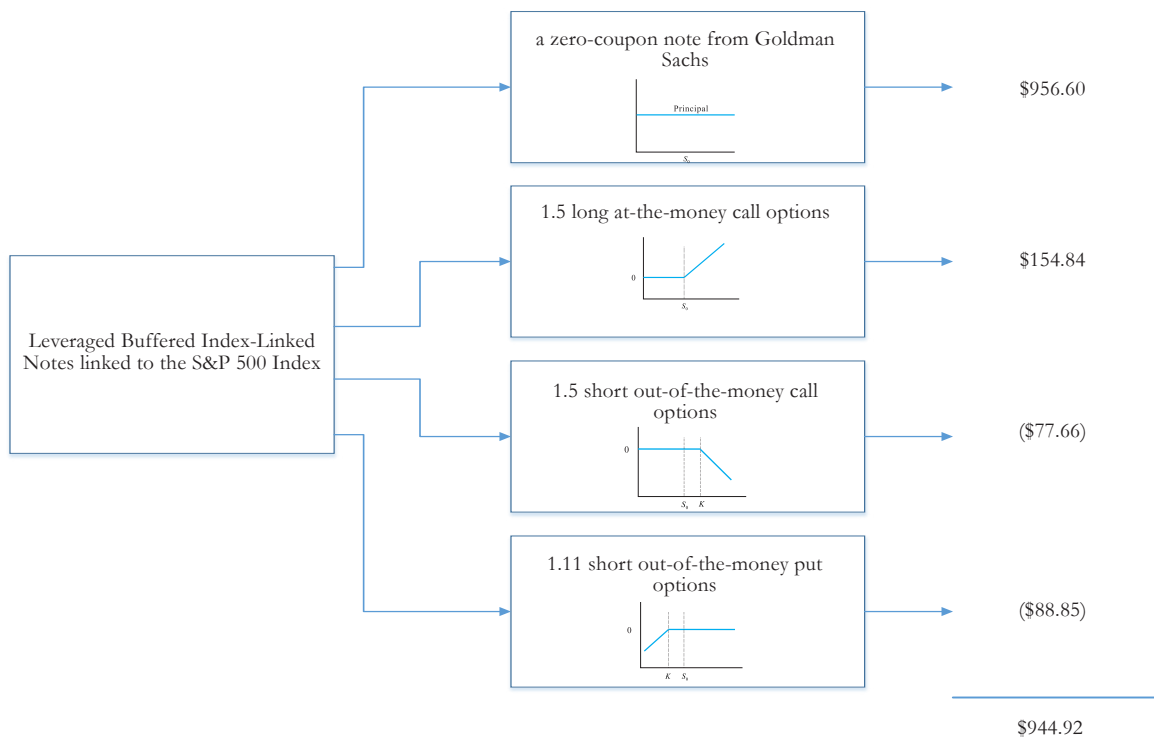 Leveraged Buffered Index-Linked
Notes linked to the S&P 500 Index
a zero-coupon note from Goldman
Sachs
Principal
S₀
$956.60
1.5 long at-the-money call options
0
S₀
$154.84
1.5 short out-of-the-money call
options
0
S₀ K
($77.66)
1.11 short out-of-the-money put
options
0
K S₀
($88.85)
$944.92